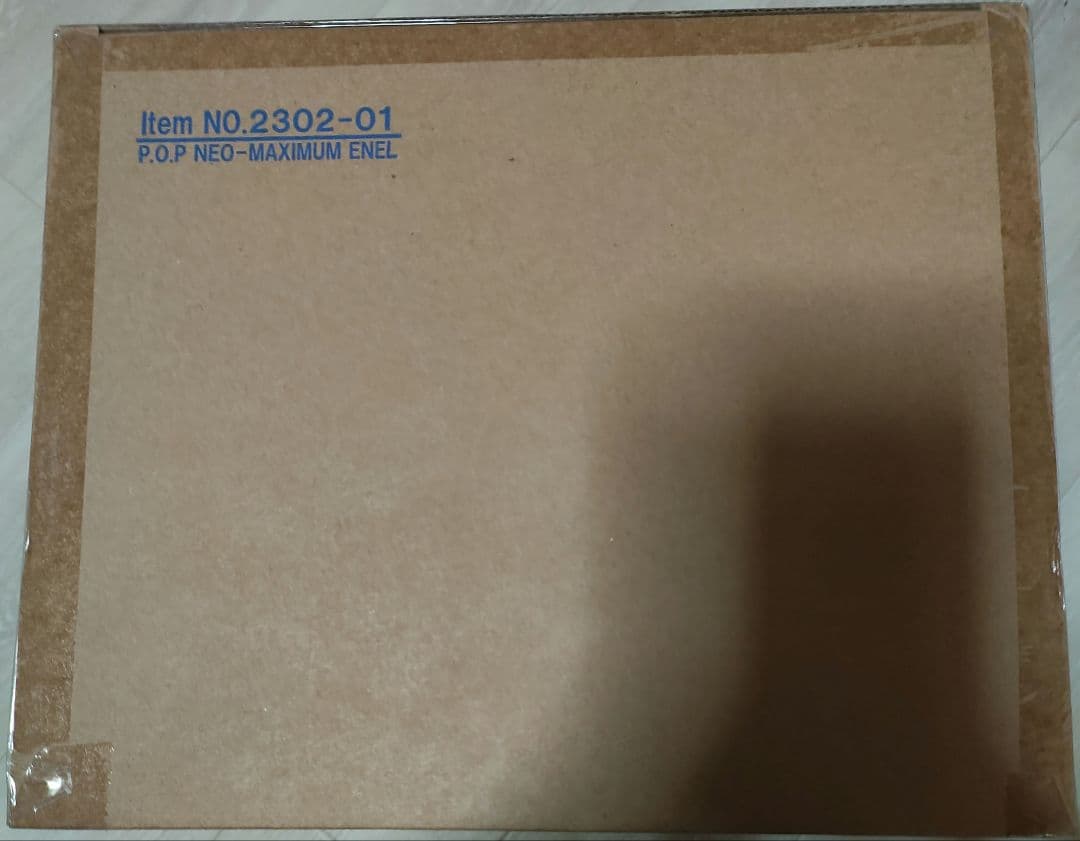 Item NO.2302-01
P.O.P NEO-MAXIMUM ENEL